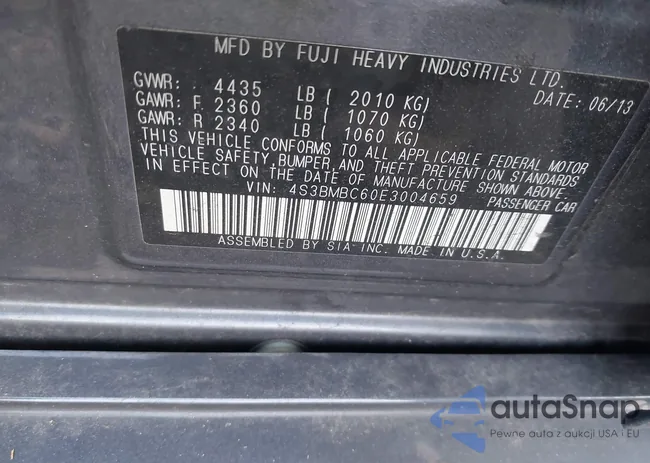 MFD BY FUJI HEAVY INDUSTRIES LTD.
GVWR: 4435 LB ( 2010 KG) DATE: 06/13
GAWR: F 2360 LB ( 1070 KG)
GAWR: R 2340 LB ( 1060 KG)
THIS VEHICLE CONFORMS TO ALL APPLICABLE FEDERAL MOTOR
VEHICLE SAFETY, BUMPER, AND THEFT PREVENTION STANDARDS
IN EFFECT ON THE DATE OF MANUFACTURE SHOWN ABOVE.
VIN: 4S3BMBC60E3004659 PASSENGER CAR
ASSEMBLED BY SIA-INC. MADE IN U.S.A.
autaSnap
Pewne auta z aukcji USA i EU